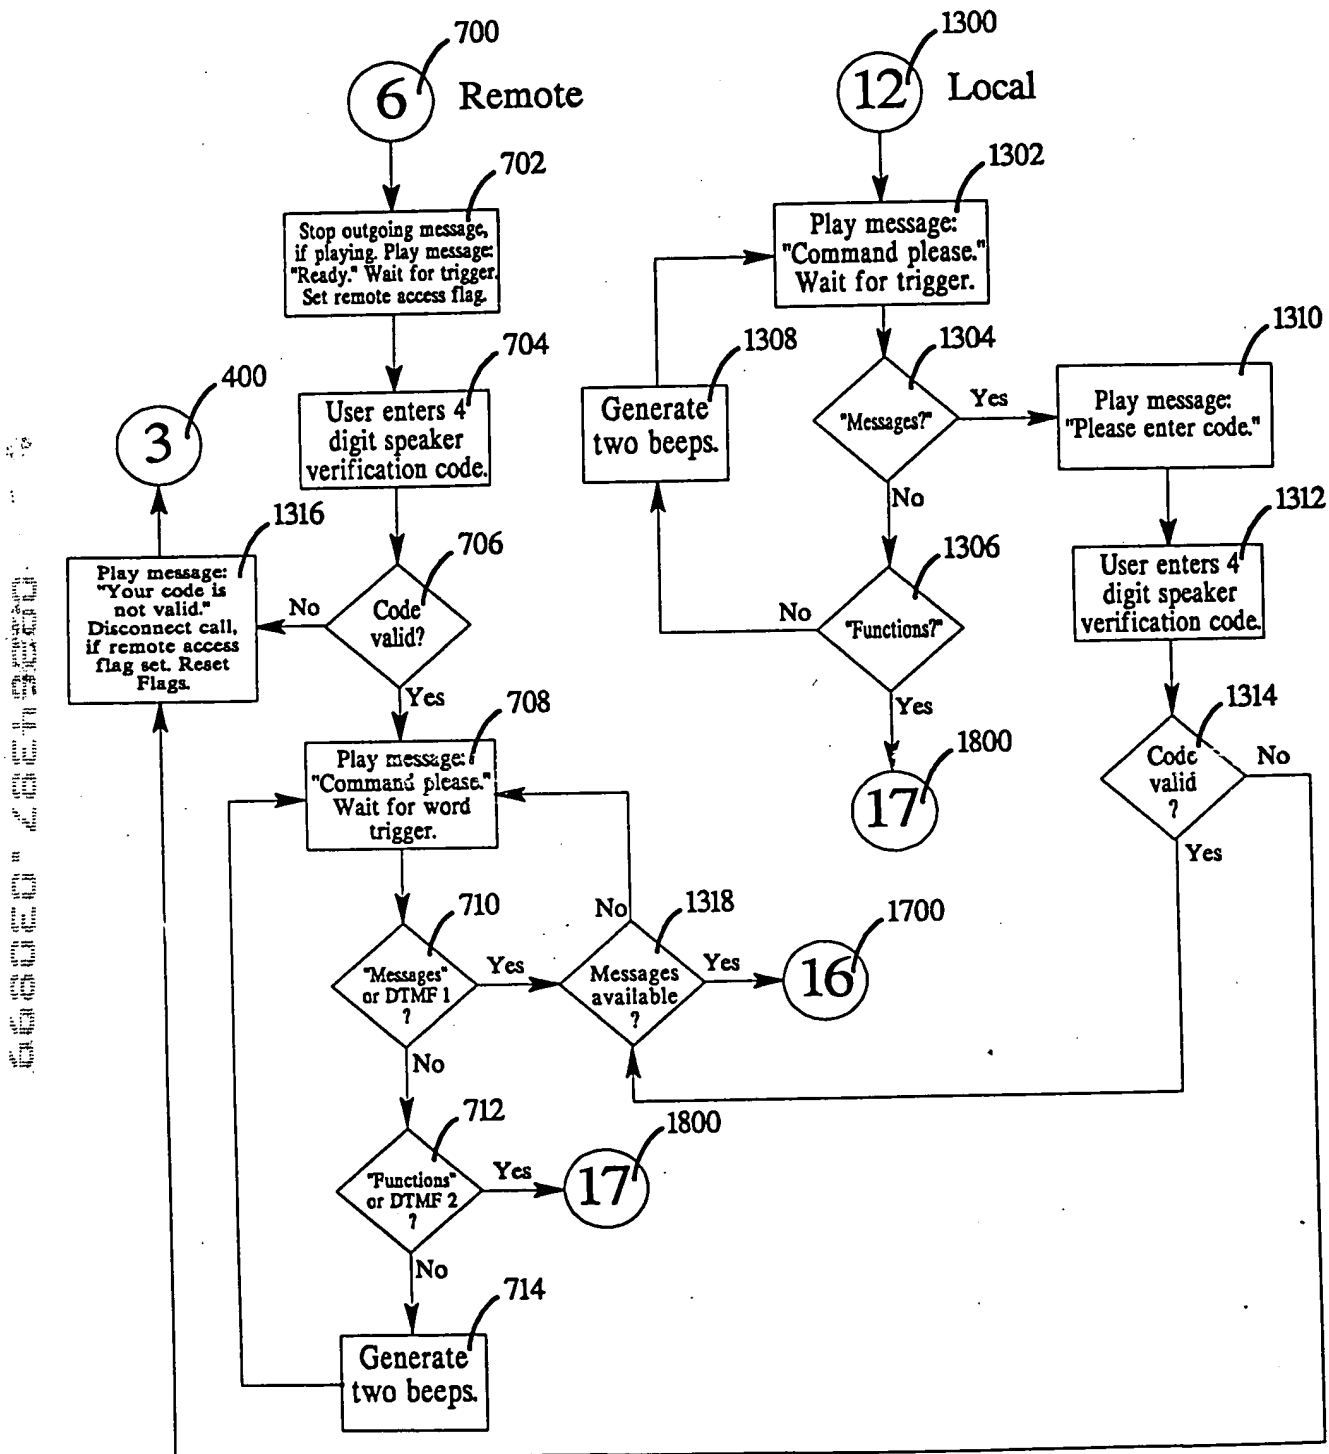 700
6
Remote
702
Stop outgoing message,
if playing. Play message:
"Ready." Wait for trigger.
Set remote access flag.
704
User enters 4
digit speaker
verification code.
706
Code
valid?
No
Yes
400
3
1316
Play message:
"Your code is
not valid."
Disconnect call,
if remote access
flag set. Reset
Flags.
708
Play message:
"Command please."
Wait for word
trigger.
710
"Messages"
or DTMF 1
?
Yes
No
712
"Functions"
or DTMF 2
?
Yes
No
1800
17
714
Generate
two beeps.
1318
No
Messages
available
?
Yes
1700
16
1300
12
Local
1302
Play message:
"Command please."
Wait for trigger.
1304
"Messages?"
Yes
No
1306
"Functions?"
No
Yes
1308
Generate
two beeps.
1800
17
1310
Play message:
"Please enter code."
1312
User enters 4
digit speaker
verification code.
1314
Code
valid
?
No
Yes